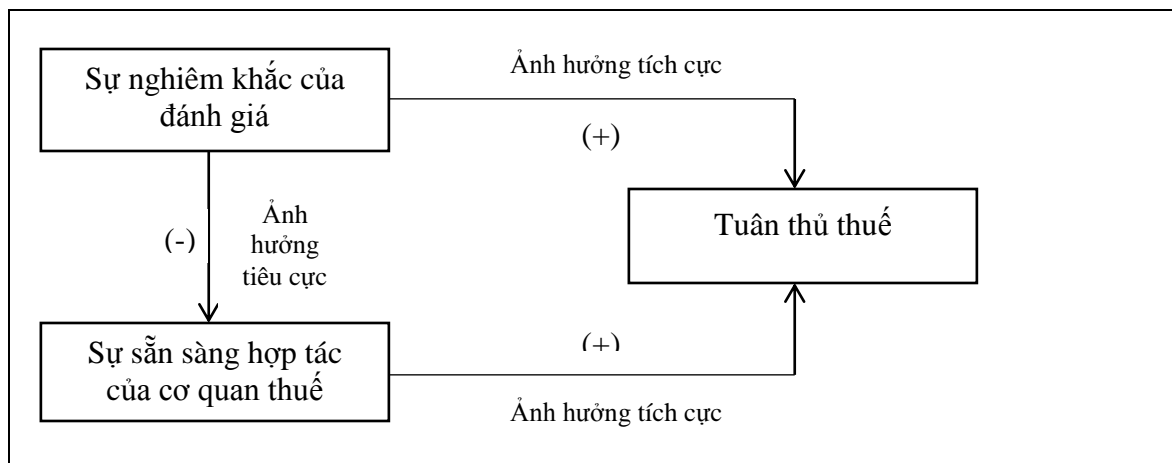 Sự nghiêm khắc của
đánh giá
Ảnh hưởng tích cực
(+)
Tuân thủ thuế
(-)
Ảnh
hưởng
tiêu cực
Sự sẵn sàng hợp tác
của cơ quan thuế
(+)
Ảnh hưởng tích cực